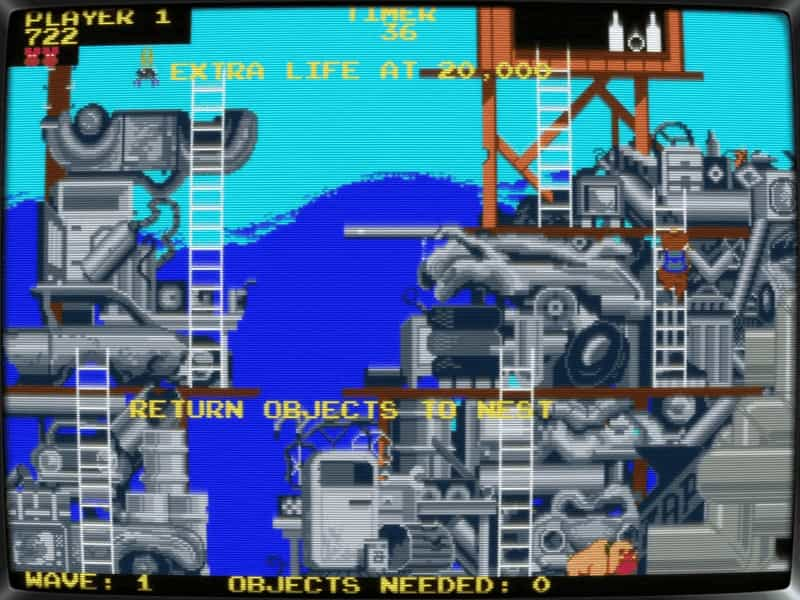 PLAYER 1
TIMER
722
36
EXTRA LIFE AT 20,000
RETURN OBJECTS TO NEST
WAVE: 1
OBJECTS NEEDED: 0